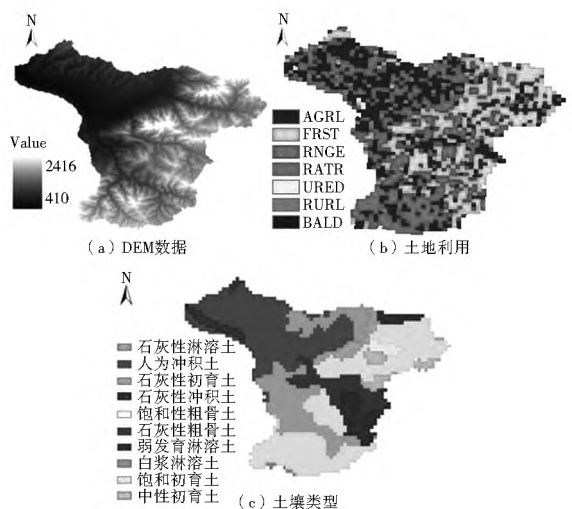 N
Value
2416
410
(a)DEM数据
N
AGRL
FRST
RNGE
RATR
URED
RURL
BALD
(b)土地利用
N
石灰性淋溶土
人为冲积土
石灰性初育土
石灰性冲积土
饱和性粗骨土
石灰性粗骨土
弱发育淋溶土
白浆淋溶土
饱和初育土
中性初育土
(c)土壤类型